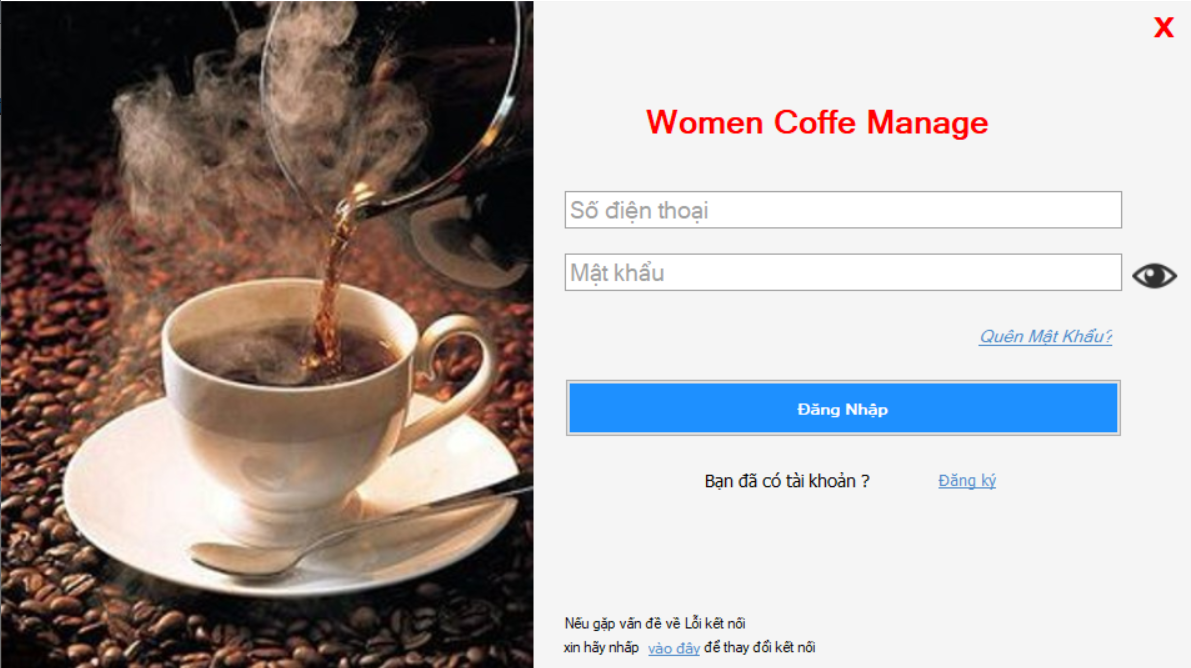 X
Women Coffe Manage
Số điện thoại
Mật khẩu
Quên Mật Khẩu?
Đăng Nhập
Bạn đã có tài khoản ? Đăng ký
Nếu gặp vấn đề về Lỗi kết nối
xin hãy nhấp vào đây để thay đổi kết nối